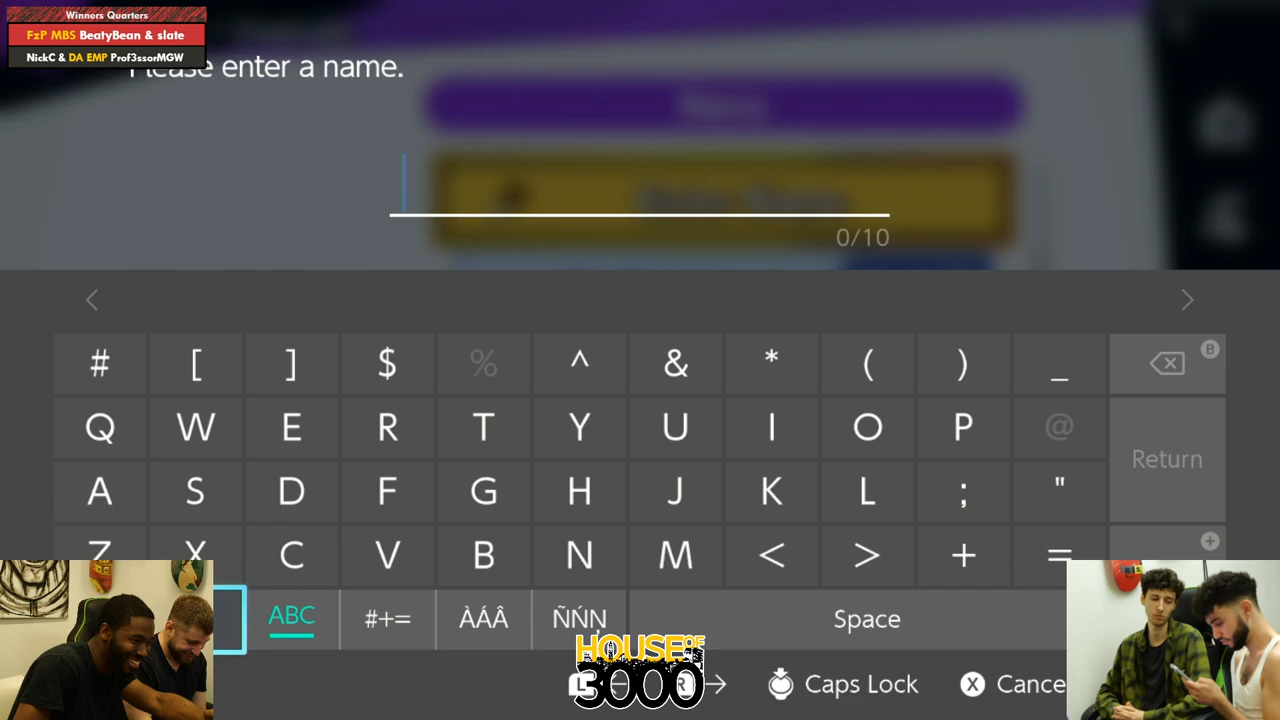 Winners Quarters
FzP MBS BeatyBean & slate
NickC & DA EMP Prof3ssorMGW
Please enter a name.
0/10
# [ ] $ % ^ & * ( ) _ B
Q W E R T Y U I O P @
Return
A S D F G H J K L ; "
Z X C V B N M < > + = +
ABC #+= ÀÁÂ ÑŃŅ Space
HOUSE OF
3000
Caps Lock X Cance